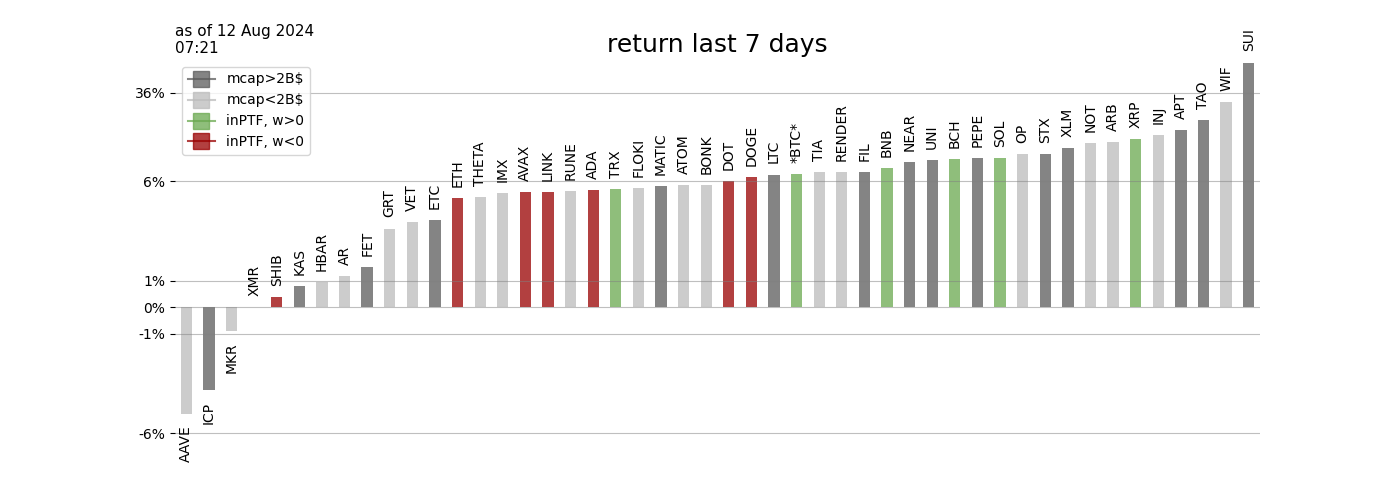 as of 12 Aug 2024
07:21
return last 7 days
mcap>2B$
mcap<2B$
inPTF, w>0
inPTF, w<0
36%
6%
1%
0%
-1%
-6%
AAVE
ICP
MKR
XMR
SHIB
KAS
HBAR
AR
FET
GRT
VET
ETC
ETH
THETA
IMX
AVAX
LINK
RUNE
ADA
TRX
FLOKI
MATIC
ATOM
BONK
DOT
DOGE
LTC
*BTC*
TIA
RENDER
FIL
BNB
NEAR
UNI
BCH
PEPE
SOL
OP
STX
XLM
NOT
ARB
XRP
INJ
APT
TAO
WIF
SUI